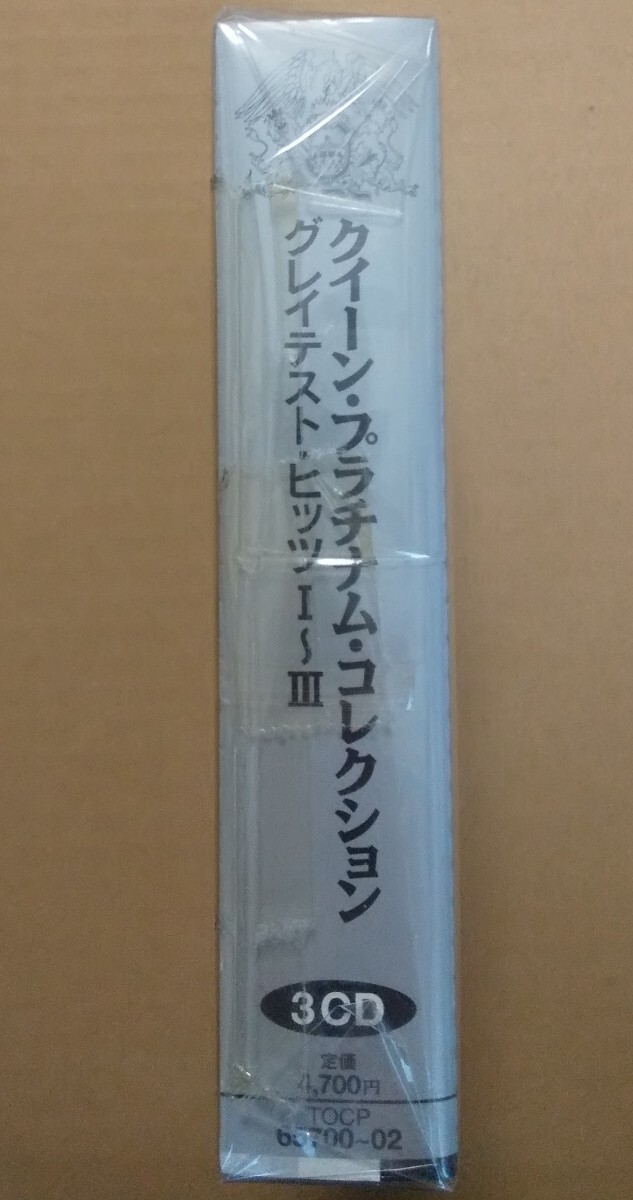 クイーン・プラチナム・コレクション
グレイテスト・ヒッツ I〜III
3CD
定価
4,700円
TOCP
65700~02